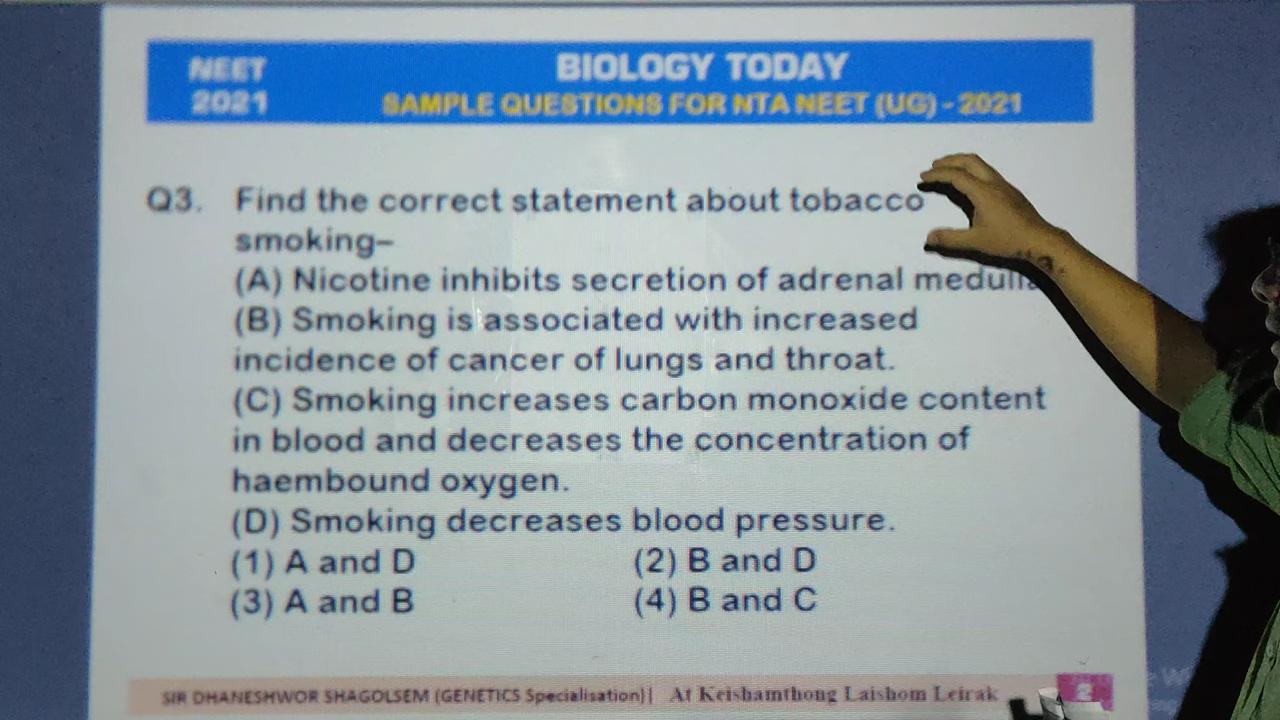 NEET
2021
BIOLOGY TODAY
SAMPLE QUESTIONS FOR NTA NEET (UG) - 2021
Q3. Find the correct statement about tobacco
smoking–
(A) Nicotine inhibits secretion of adrenal medulla.
(B) Smoking is associated with increased
incidence of cancer of lungs and throat.
(C) Smoking increases carbon monoxide content
in blood and decreases the concentration of
haembound oxygen.
(D) Smoking decreases blood pressure.
(1) A and D (2) B and D
(3) A and B (4) B and C
SIR DHANESHWOR SHAGOLSEM (GENETICS Specialisation)| At Keishamthong Laishom Leirak
2